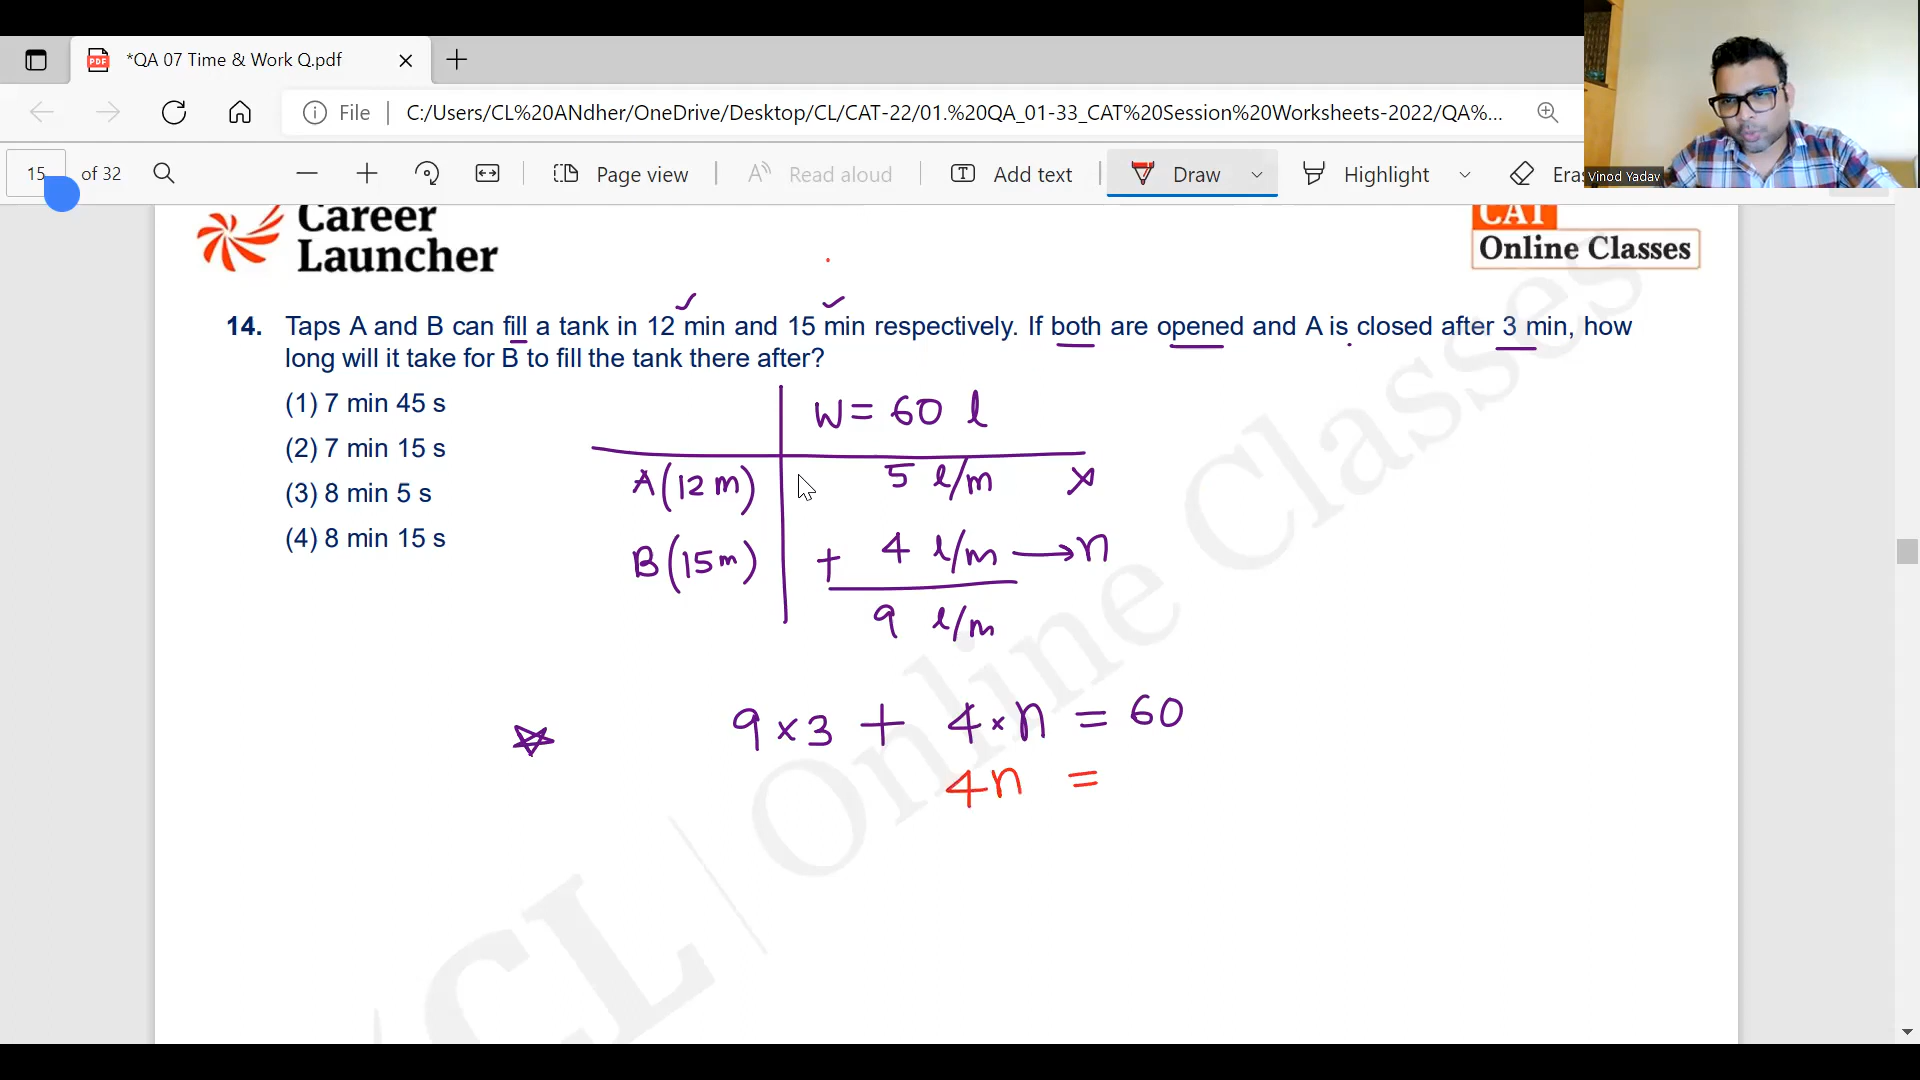 *QA 07 Time & Work Q.pdf
File
C:/Users/CL%20ANdher/OneDrive/Desktop/CL/CAT-22/01.%20QA_01-33_CAT%20Session%20Worksheets-2022/QA%...
Vinod Yadav
15 of 32
Page view
Read aloud
Add text
Draw
Highlight
Career
Launcher
CAT
Online Classes
14. Taps A and B can fill a tank in 12 min and 15 min respectively. If both are opened and A is closed after 3 min, how
long will it take for B to fill the tank there after?
(1) 7 min 45 s
(2) 7 min 15 s
(3) 8 min 5 s
(4) 8 min 15 s
W = 60 l
A (12 m) 5 l/m ×
B (15 m) + 4 l/m → n
9 l/m
9 × 3 + 4 × n = 60
4n =
CL Online Classes